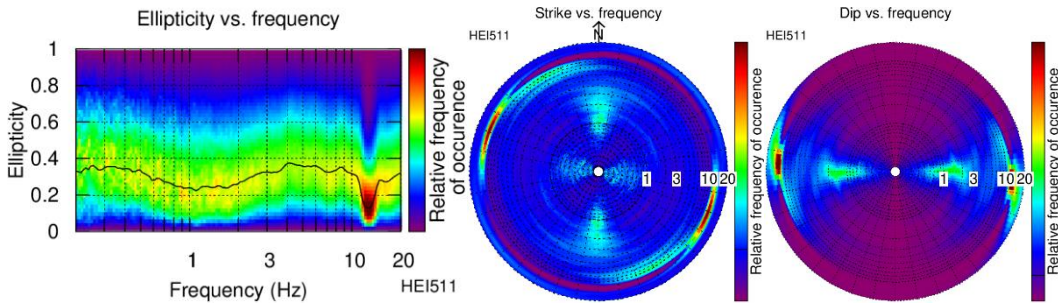 Ellipticity vs. frequency
1
0.8
0.6
0.4
0.2
0
Ellipticity
1
3
10
20
Frequency (Hz)
HEI511
Relative frequency
of occurence
Strike vs. frequency
HEI511
N
1
3
10
20
Relative frequency of occurence
Dip vs. frequency
HEI511
1
3
10
20
Relative frequency of occurence